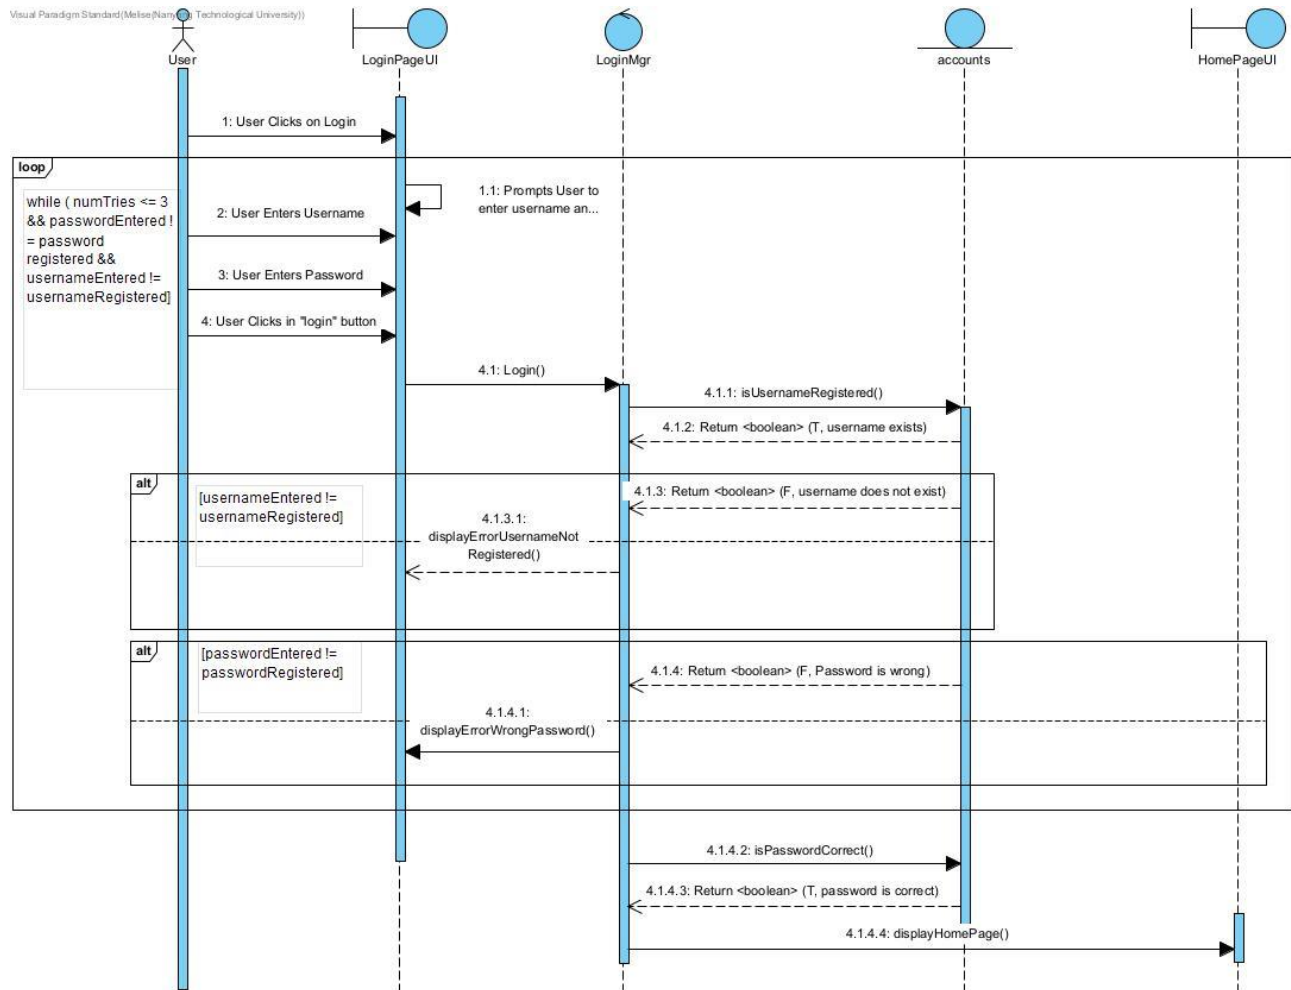 Visual Paradigm Standard(Melise(Nanyang Technological University))
User
LoginPageUI
LoginMgr
accounts
HomePageUI
1: User Clicks on Login
loop
while ( numTries <= 3
&& passwordEntered !
= password
registered &&
usernameEntered !=
usernameRegistered]
1.1: Prompts User to
enter username an...
2: User Enters Username
3: User Enters Password
4: User Clicks in "login" button
4.1: Login()
4.1.1: isUsernameRegistered()
4.1.2: Return <boolean> (T, username exists)
alt
[usernameEntered !=
usernameRegistered]
4.1.3: Return <boolean> (F, username does not exist)
4.1.3.1:
displayErrorUsernameNot
Registered()
alt
[passwordEntered !=
passwordRegistered]
4.1.4: Return <boolean> (F, Password is wrong)
4.1.4.1:
displayErrorWrongPassword()
4.1.4.2: isPasswordCorrect()
4.1.4.3: Return <boolean> (T, password is correct)
4.1.4.4: displayHomePage()